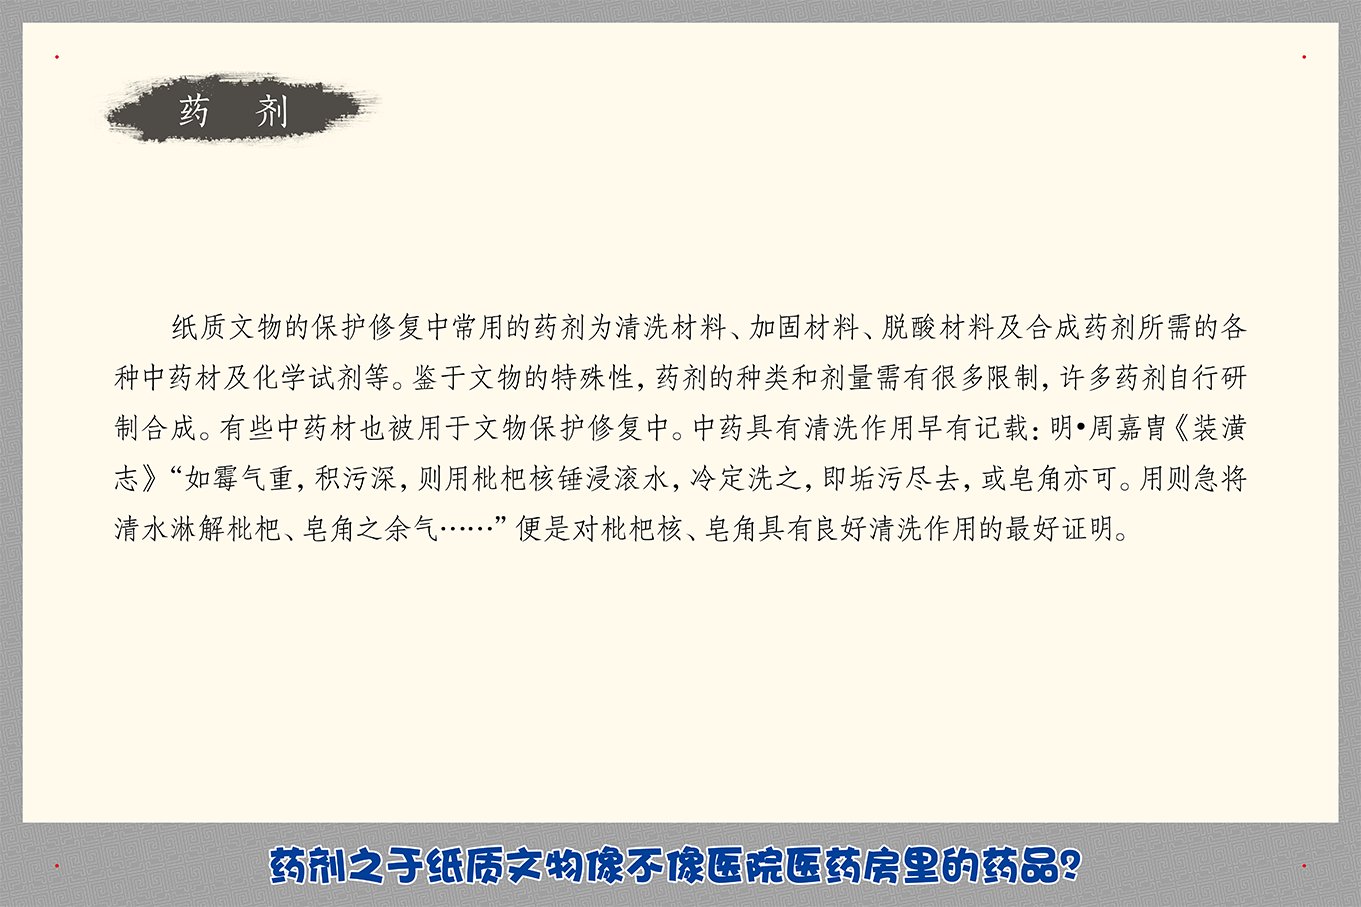 药 剂
纸质文物的保护修复中常用的药剂为清洗材料、加固材料、脱酸材料及合成药剂所需的各
种中药材及化学试剂等。鉴于文物的特殊性，药剂的种类和剂量需有很多限制，许多药剂自行研
制合成。有些中药材也被用于文物保护修复中。中药具有清洗作用早有记载：明•周嘉胄《装潢
志》“如霉气重，积污深，则用枇杷核锤浸滚水，冷定洗之，即垢污尽去，或皂角亦可。用则急将
清水淋解枇杷、皂角之余气……”便是对枇杷核、皂角具有良好清洗作用的最好证明。
药剂之于纸质文物像不像医院医药房里的药品?